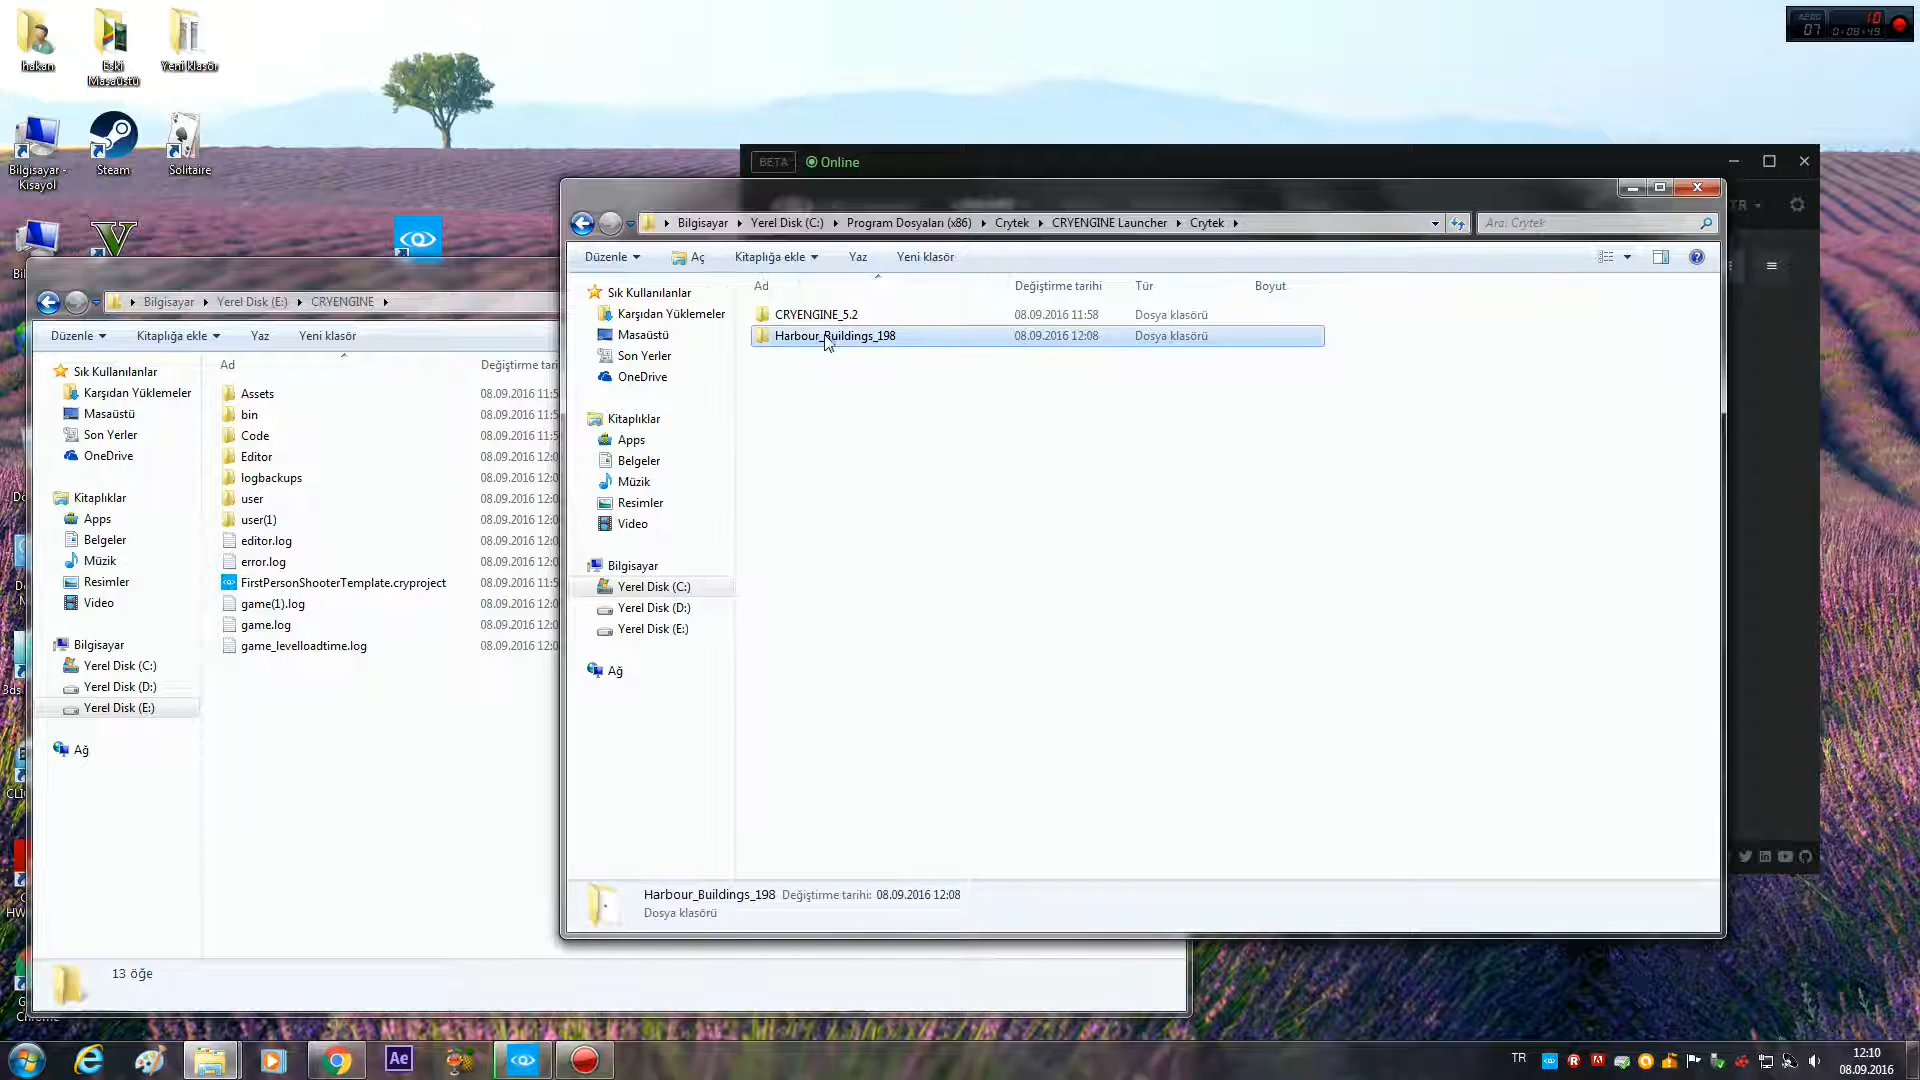 hakan
Eski
Masaüstü
Yeni klasör
10
07
0:08:49
Bilgisayar -
Kısayol
Steam
Solitaire
BETA
Online
Bilgisayar
Yerel Disk (C:)
Program Dosyaları (x86)
Crytek
CRYENGINE Launcher
Crytek
Ara: Crytek
Düzenle
Aç
Kitaplığa ekle
Yaz
Yeni klasör
Ad
Değiştirme tarihi
Tür
Boyut
CRYENGINE_5.2
08.09.2016 11:58
Dosya klasörü
Harbour_Buildings_198
08.09.2016 12:08
Dosya klasörü
Sık Kullanılanlar
Karşıdan Yüklemeler
Masaüstü
Son Yerler
OneDrive
Kitaplıklar
Apps
Belgeler
Müzik
Resimler
Video
Bilgisayar
Yerel Disk (C:)
Yerel Disk (D:)
Yerel Disk (E:)
Ağ
Harbour_Buildings_198 Değiştirme tarihi: 08.09.2016 12:08
Dosya klasörü
Bilgisayar
Yerel Disk (E:)
CRYENGINE
Düzenle
Kitaplığa ekle
Yaz
Yeni klasör
Ad
Değiştirme tari
Sık Kullanılanlar
Karşıdan Yüklemeler
Masaüstü
Son Yerler
OneDrive
Kitaplıklar
Apps
Belgeler
Müzik
Resimler
Video
Bilgisayar
Yerel Disk (C:)
Yerel Disk (D:)
Yerel Disk (E:)
Ağ
Assets 08.09.2016 11:5
bin 08.09.2016 11:5
Code 08.09.2016 11:5
Editor 08.09.2016 11:5
logbackups 08.09.2016 12:0
user 08.09.2016 12:0
user(1) 08.09.2016 12:0
editor.log 08.09.2016 12:0
error.log 08.09.2016 12:0
FirstPersonShooterTemplate.cryproject 08.09.2016 11:5
game(1).log 08.09.2016 12:0
game.log 08.09.2016 12:0
game_levelloadtime.log 08.09.2016 12:0
13 öğe
3ds
CLI
HW
Chrome
Ae
TR
12:10
08.09.2016